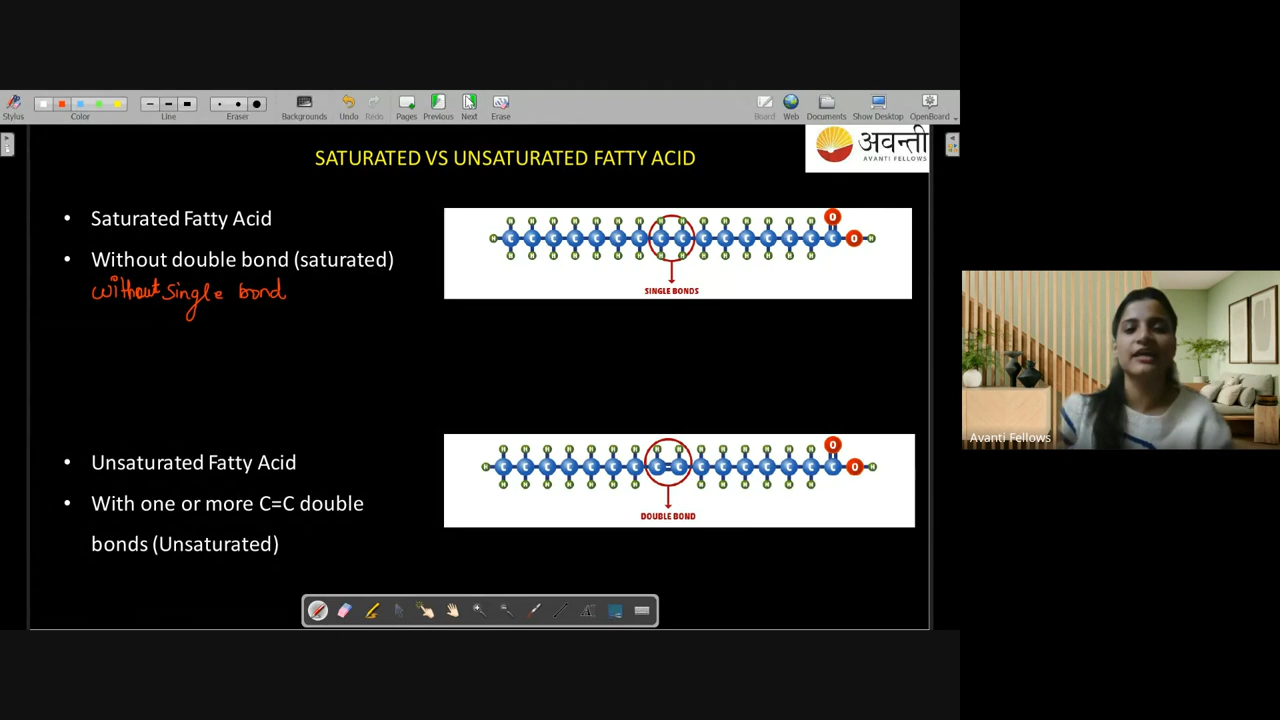 Stylus
Color
Line
Eraser
Backgrounds
Undo
Redo
Pages
Previous
Next
Erase
Board
Web
Documents
Show Desktop
OpenBoard
SATURATED VS UNSATURATED FATTY ACID
अवन्ती
AVANTI FELLOWS
• Saturated Fatty Acid
• Without double bond (saturated)
without single bond
H H H H H H H H H H H H H H H O
H C C C C C C C C C C C C C C C C O H
H H H H H H H H H H H H H H H
SINGLE BONDS
Avanti Fellows
• Unsaturated Fatty Acid
• With one or more C=C double
bonds (Unsaturated)
H H H H H H H H H H H H H H H O
H C C C C C C C C C C C C C C C C O H
H H H H H H H H H H H H H
DOUBLE BOND